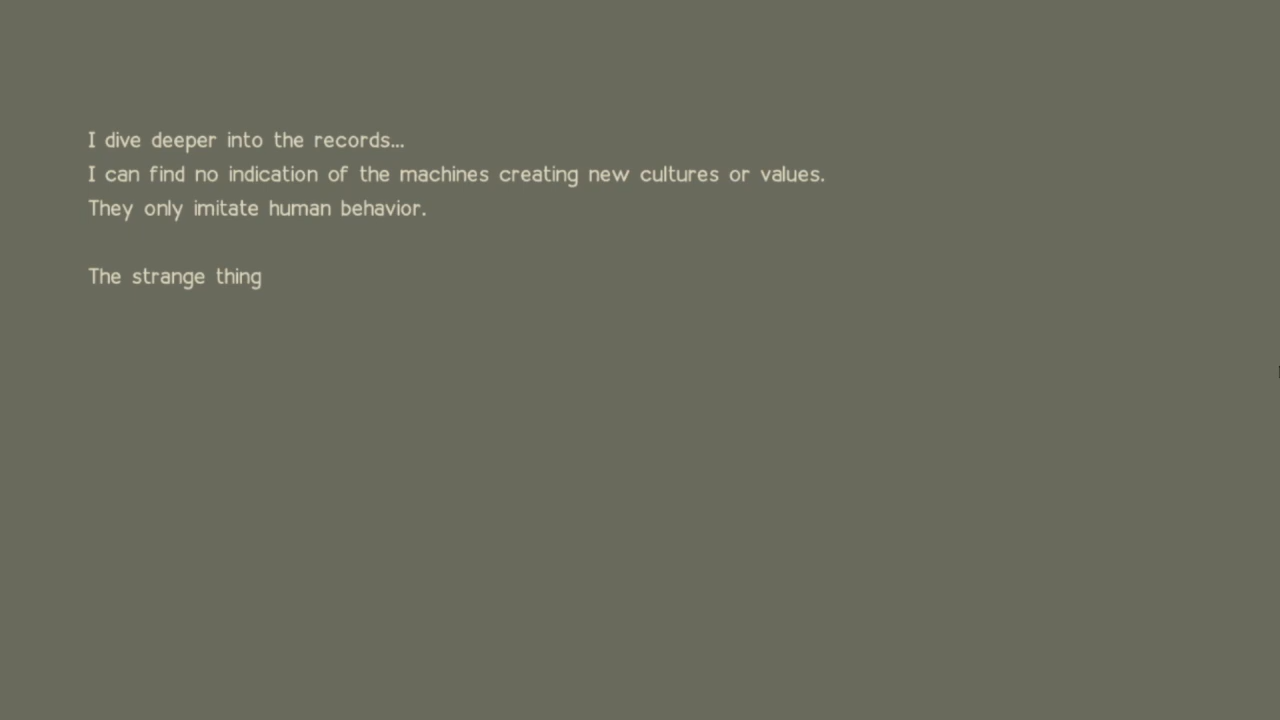 I dive deeper into the records...
I can find no indication of the machines creating new cultures or values.
They only imitate human behavior.
The strange thing